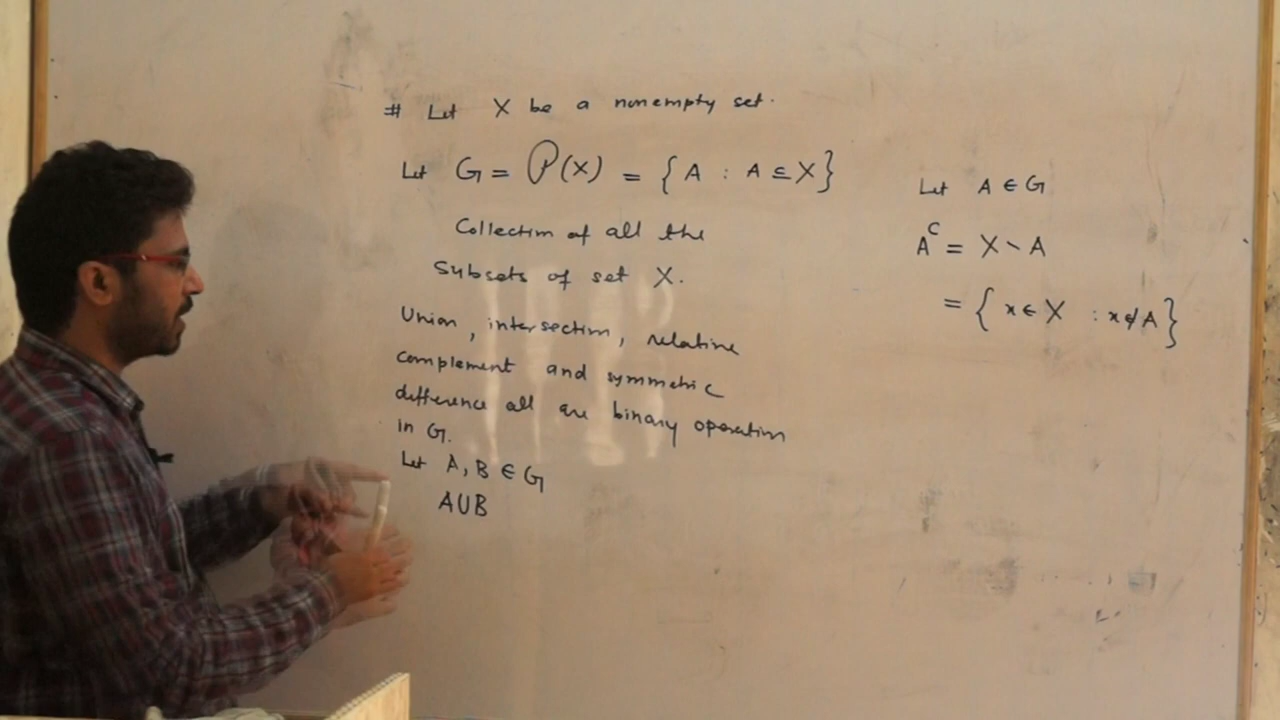 # Let X be a nonempty set.
Let G = P(X) = { A : A ⊆ X }
Collection of all the
Subsets of set X.
Union, intersection, relative
complement and symmetric
difference all are binary operation
in G.
Let A, B ∈ G
A∪B
Let A ∈ G
A^C = X \ A
= { x ∈ X : x ∉ A }